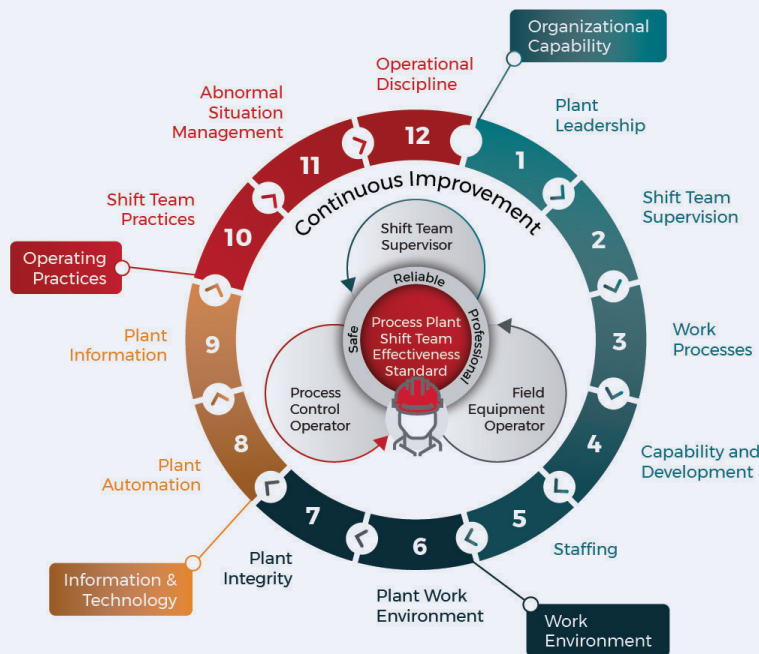 Organizational
Capability
Operational
Discipline
12
Plant
Leadership
1
Shift Team
Supervision
2
Work
Processes
3
Capability and
Development
4
Staffing
5
Work
Environment
Plant Work
Environment
6
Plant
Integrity
7
Information &
Technology
Plant
Automation
8
Plant
Information
9
Operating
Practices
Shift Team
Practices
10
Abnormal
Situation
Management
11
Continuous Improvement
Shift Team
Supervisor
Safe
Reliable
Professional
Process Plant
Shift Team
Effectiveness
Standard
Process
Control
Operator
Field
Equipment
Operator